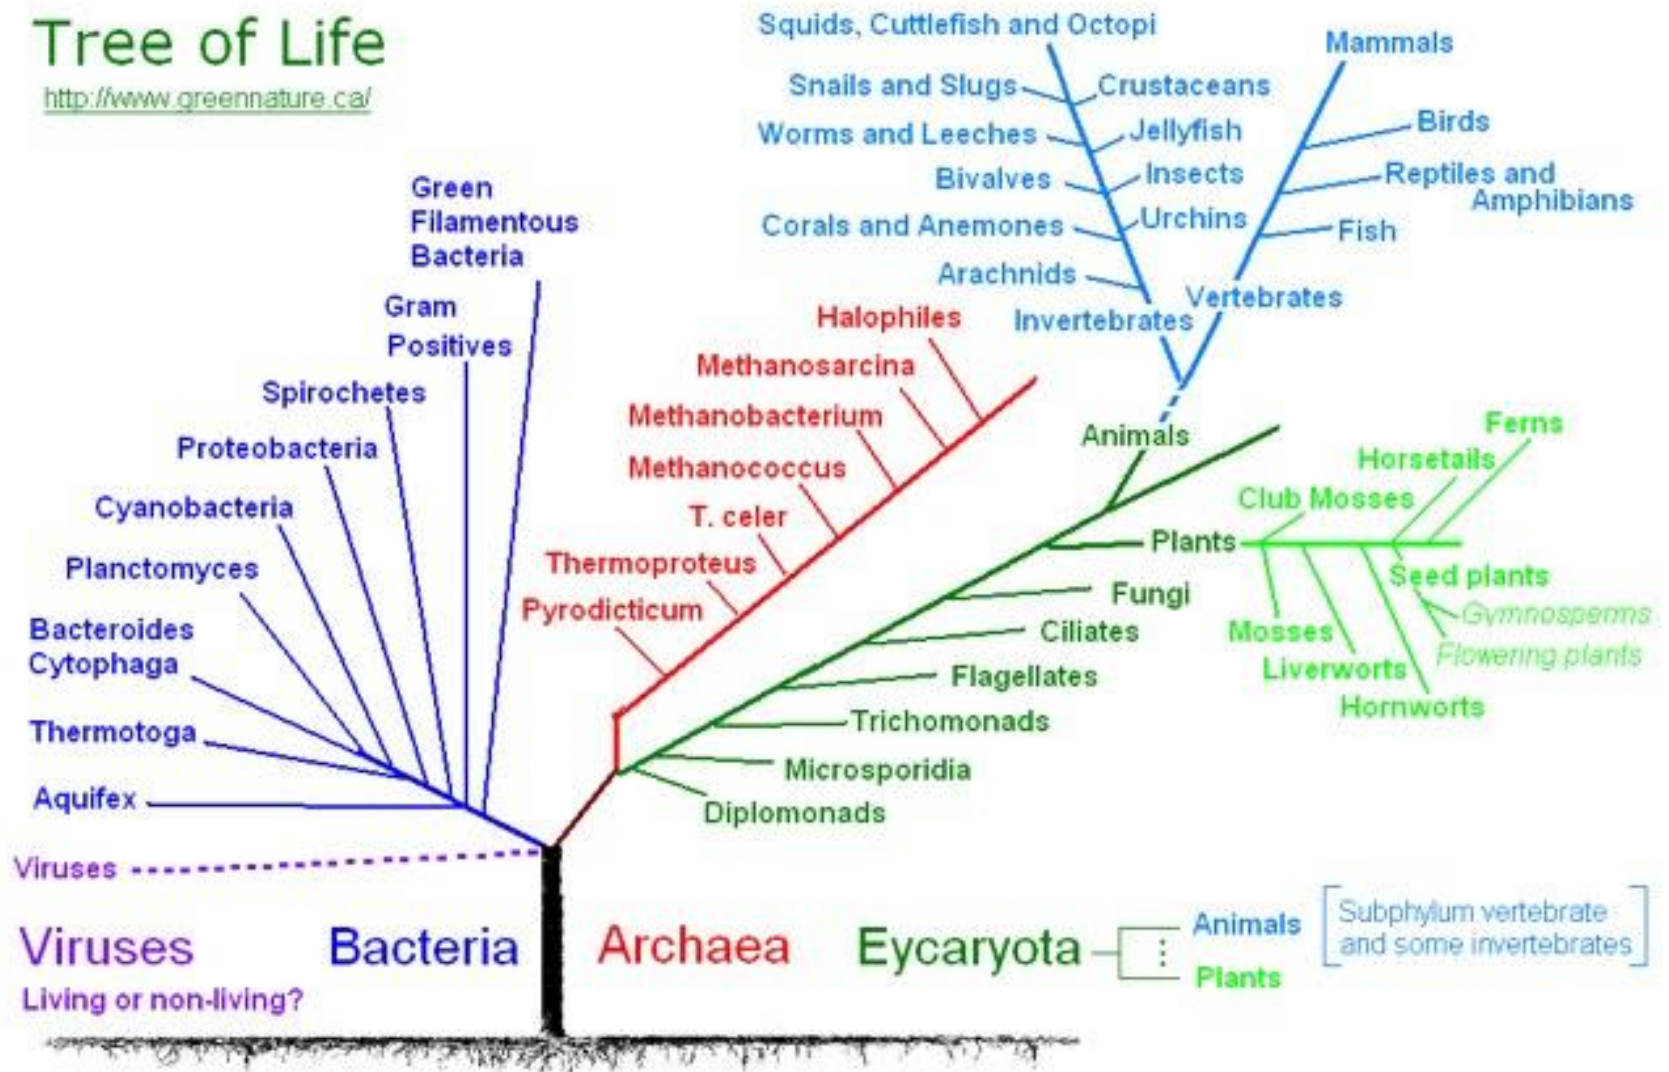 Tree of Life
http://www.greennature.ca/
Squids, Cuttlefish and Octopi
Snails and Slugs
Crustaceans
Worms and Leeches
Jellyfish
Bivalves
Insects
Corals and Anemones
Urchins
Arachnids
Invertebrates
Mammals
Birds
Reptiles and
Amphibians
Fish
Vertebrates
Green
Filamentous
Bacteria
Gram
Positives
Spirochetes
Proteobacteria
Cyanobacteria
Planctomyces
Bacteroides
Cytophaga
Thermotoga
Aquifex
Viruses
Halophiles
Methanosarcina
Methanobacterium
Methanococcus
T. celer
Thermoproteus
Pyrodicticum
Animals
Plants
Fungi
Ciliates
Flagellates
Trichomonads
Microsporidia
Diplomonads
Ferns
Horsetails
Club Mosses
Seed plants
Gymnosperms
Flowering plants
Mosses
Liverworts
Hornworts
Viruses
Living or non-living?
Bacteria
Archaea
Eycaryota
Animals
Plants
Subphylum vertebrate
and some invertebrates